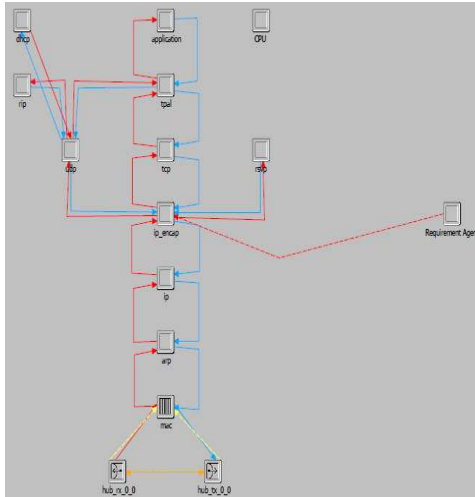 dhcp
application
CPU
rip
tpal
udp
tcp
rsvp
ip_encap
Requirement Agen
ip
arp
mac
hub_rx_0_0
hub_tx_0_0